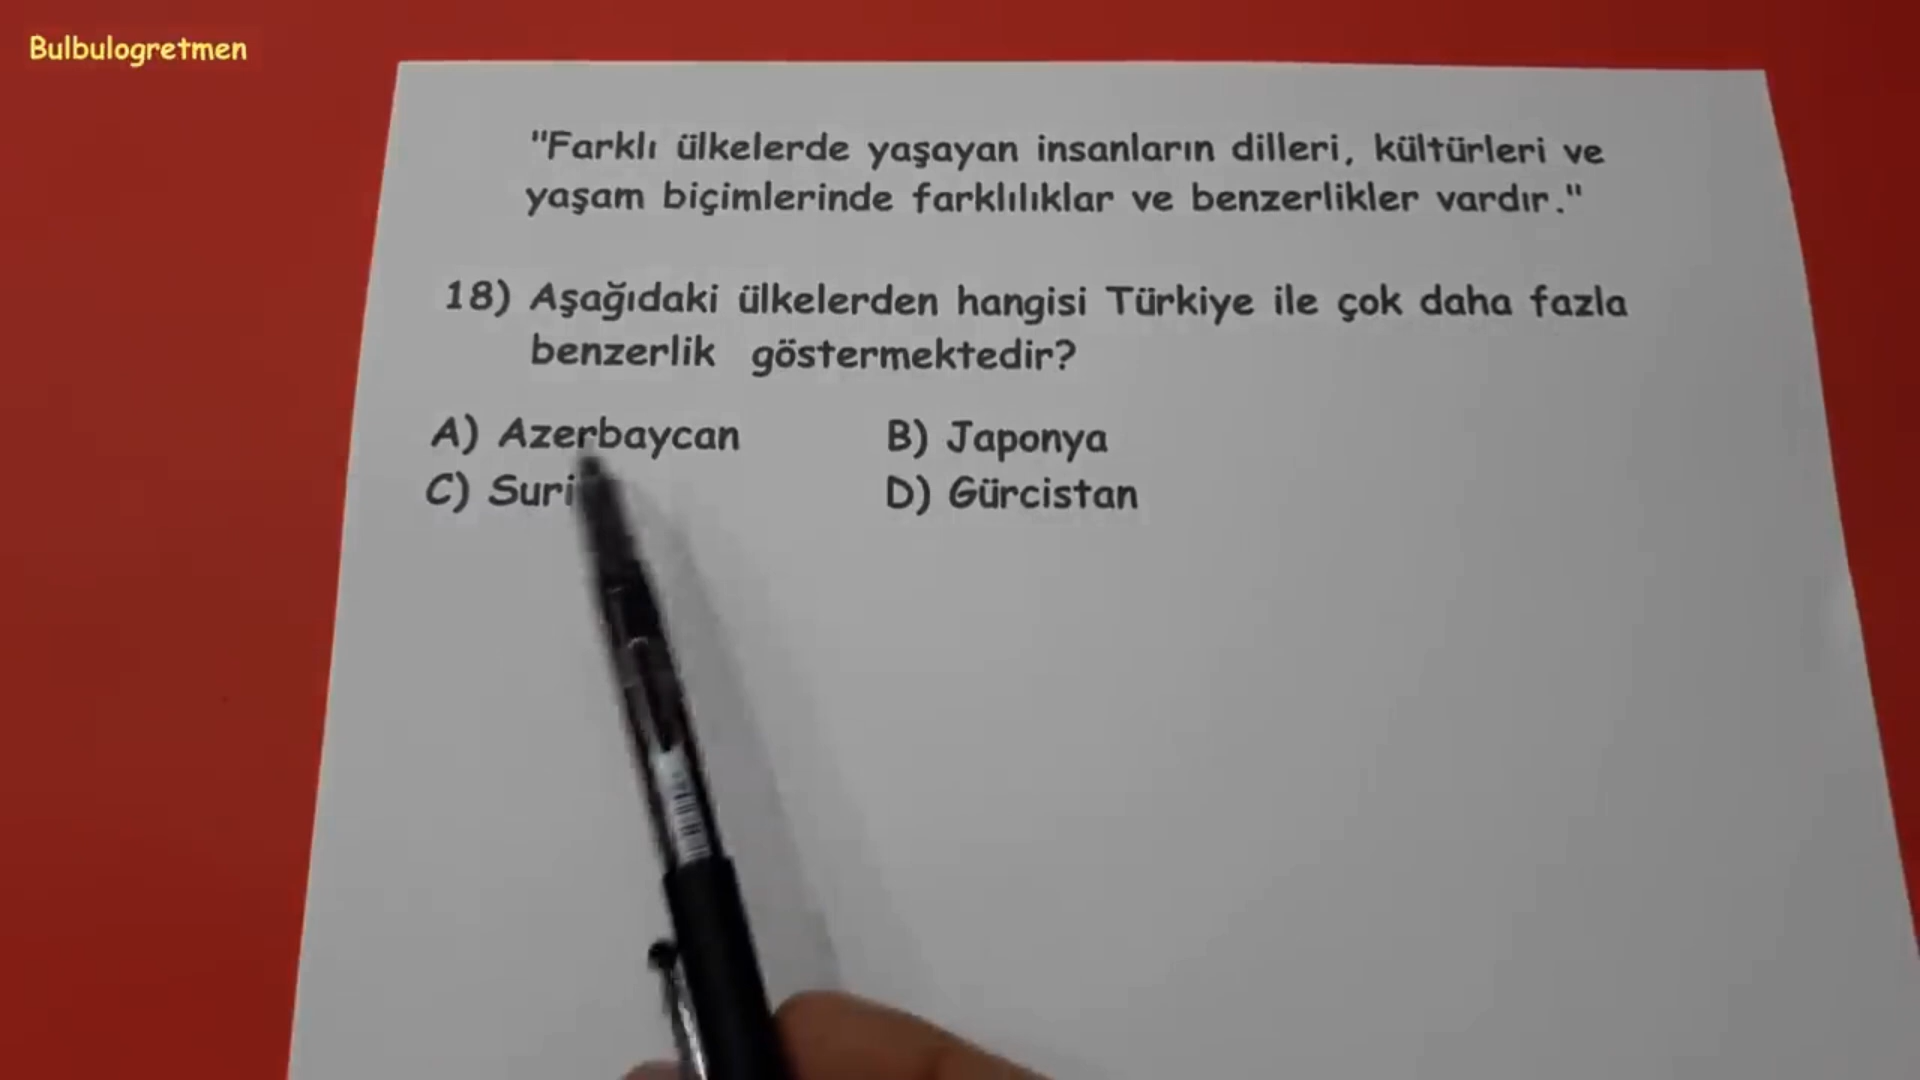 Bulbulogretmen
"Farklı ülkelerde yaşayan insanların dilleri, kültürleri ve
yaşam biçimlerinde farklılıklar ve benzerlikler vardır."
18) Aşağıdaki ülkelerden hangisi Türkiye ile çok daha fazla
benzerlik göstermektedir?
A) Azerbaycan B) Japonya
C) D) Gürcistan